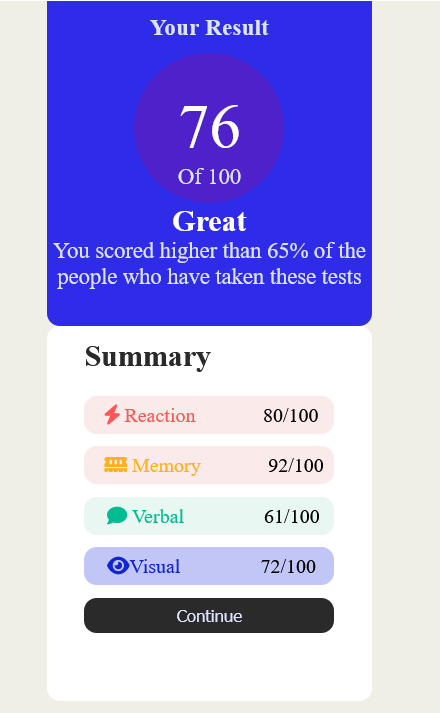 Your Result
76
Of 100
Great
You scored higher than 65% of the
people who have taken these tests
Summary
Reaction 80/100
Memory 92/100
Verbal 61/100
Visual 72/100
Continue